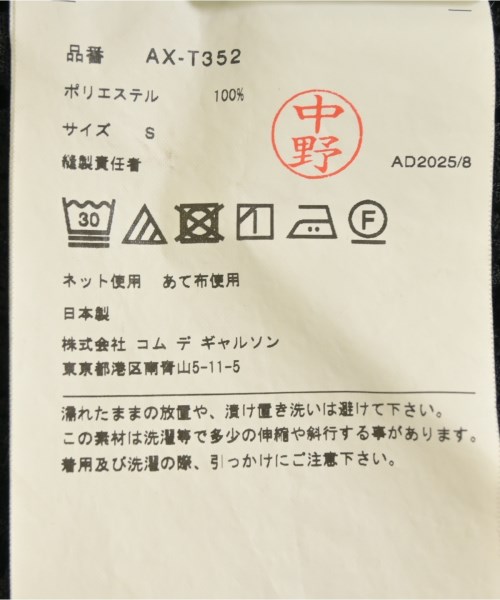 品番 AX-T352
ポリエステル 100%
サイズ S
縫製責任者
中野
AD2025/8
30
F
ネット使用 あて布使用
日本製
株式会社 コム デ ギャルソン
東京都港区南青山5-11-5
濡れたままの放置や、漬け置き洗いは避けて下さい。
この素材は洗濯等で多少の伸縮や斜行する事があります。
着用及び洗濯の際、引っかけにご注意下さい。